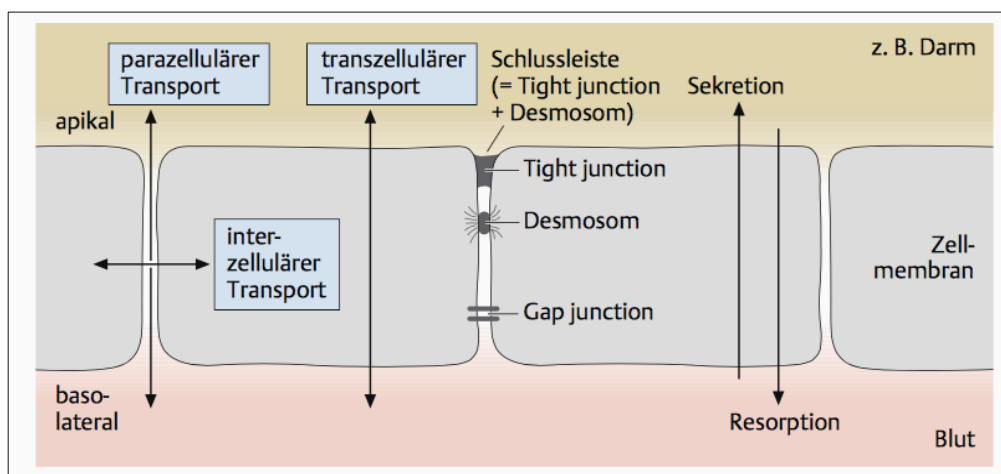 parazellulärer
Transport
transzellulärer
Transport
Schlussleiste
(= Tight junction
+ Desmosom)
z. B. Darm
Sekretion
apikal
Tight junction
Desmosom
inter-
zellulärer
Transport
Zell-
membran
Gap junction
baso-
lateral
Resorption
Blut